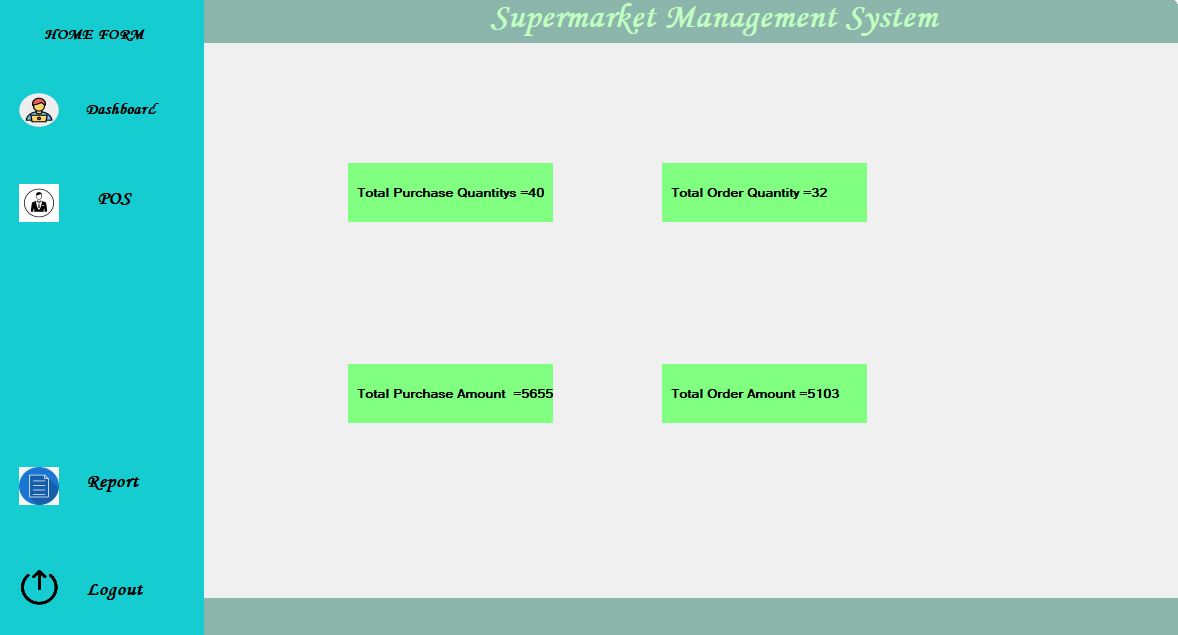 Supermarket Management System
HOME FORM
Dashboard
POS
Report
Logout
Total Purchase Quantitys =40
Total Order Quantity =32
Total Purchase Amount  =5655
Total Order Amount =5103